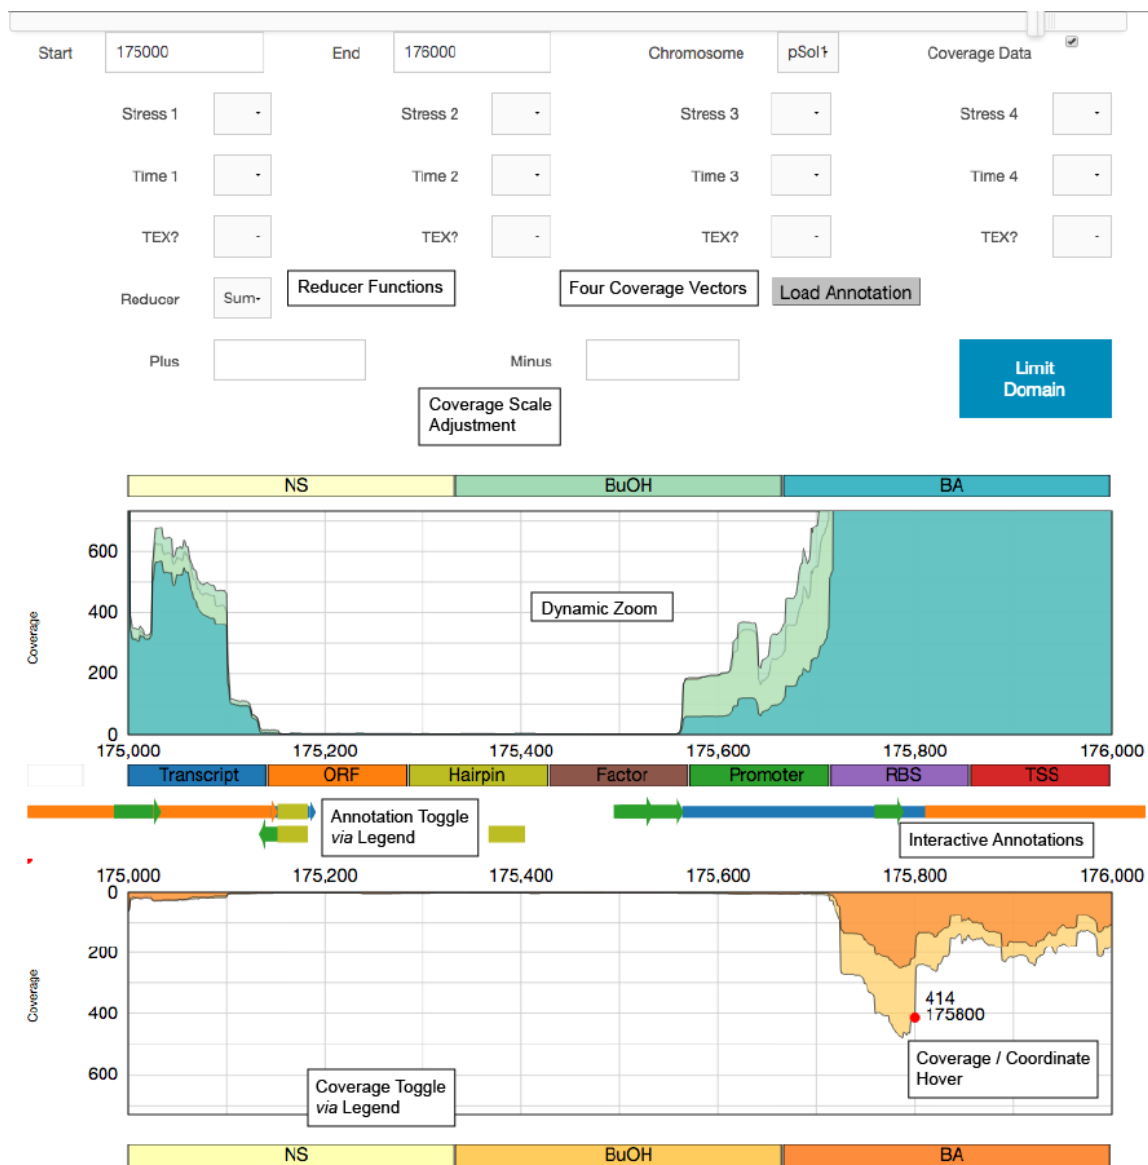 Start 175000 End 176000 Chromosome pSol1 Coverage Data
Stress 1 Stress 2 Stress 3 Stress 4
Time 1 Time 2 Time 3 Time 4
TEX? TEX? TEX? TEX?
Reducer Sum Reducer Functions Four Coverage Vectors Load Annotation
Plus Minus Limit
Domain
Coverage Scale
Adjustment
NS BuOH BA
Coverage
600
400
200
0
Dynamic Zoom
175,000 175,200 175,400 175,600 175,800 176,000
Transcript ORF Hairpin Factor Promoter RBS TSS
Annotation Toggle
via Legend
Interactive Annotations
175,000 175,200 175,400 175,600 175,800 176,000
Coverage
0
200
400
600
414
175800
Coverage / Coordinate
Hover
Coverage Toggle
via Legend
NS BuOH BA